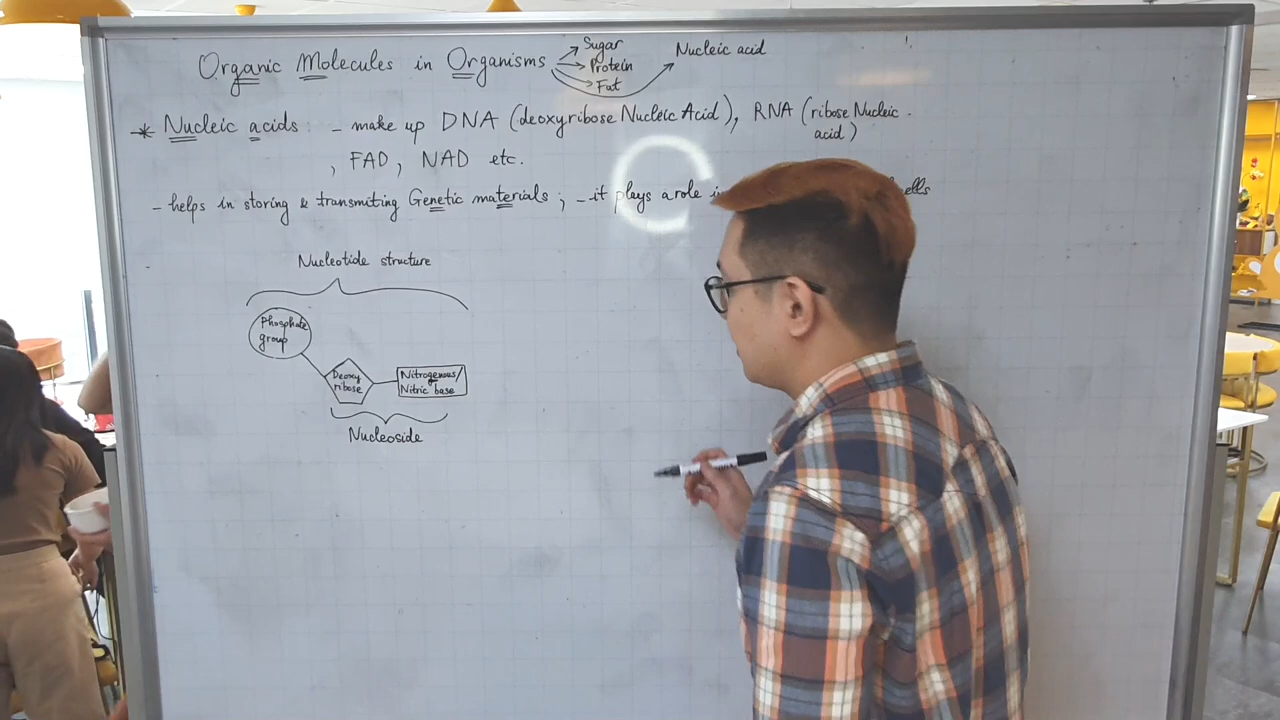 Organic Molecules in Organisms
Sugar
Protein
Fat
Nucleic acid
* Nucleic acids: - make up DNA (deoxyribose Nucleic Acid), RNA (ribose Nucleic
acid)
, FAD, NAD etc.
- helps in storing & transmiting Genetic materials ; - it plays a role
Nucleotide structure
Phosphate
group
Deoxy
ribose
Nitrogenous/
Nitric base
Nucleoside